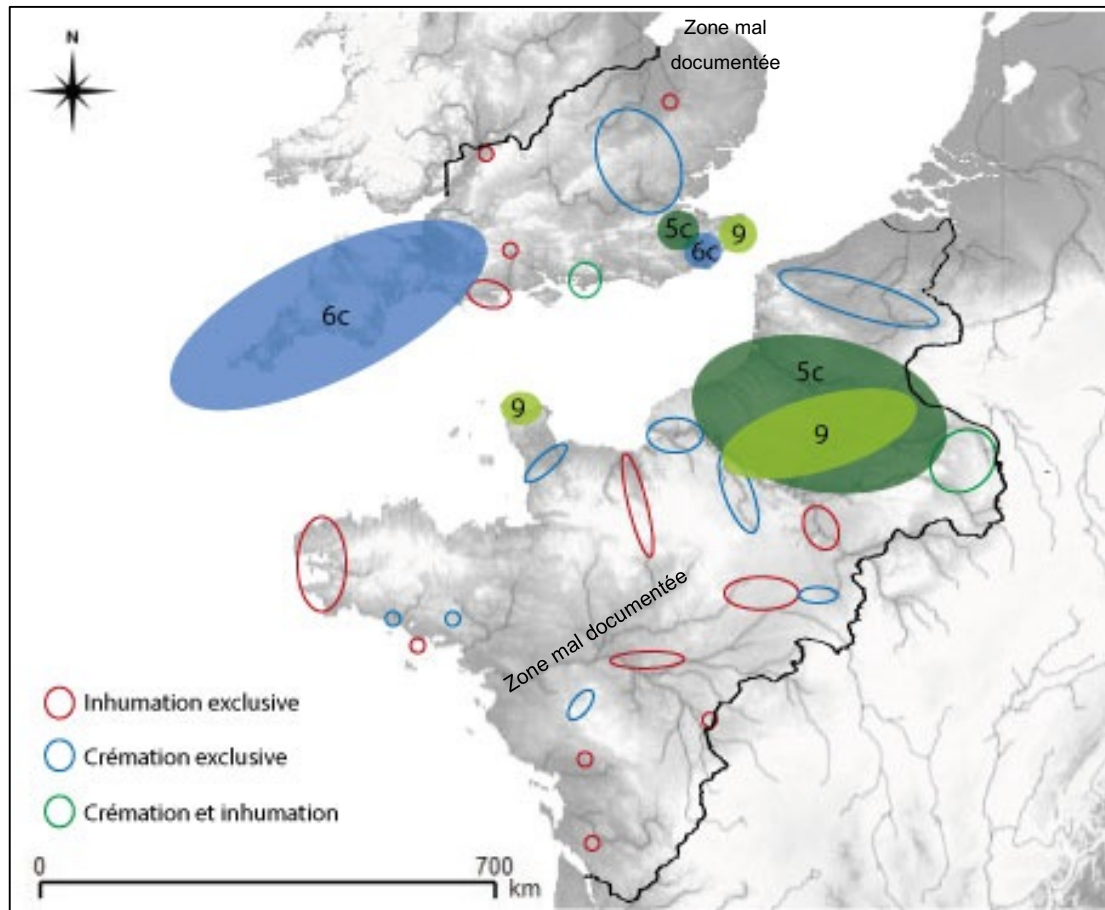 N
Zone mal
documentée
5c
6c
9
6c
5c
9
9
Zone mal documentée
Inhumation exclusive
Crémation exclusive
Crémation et inhumation
0
700
km